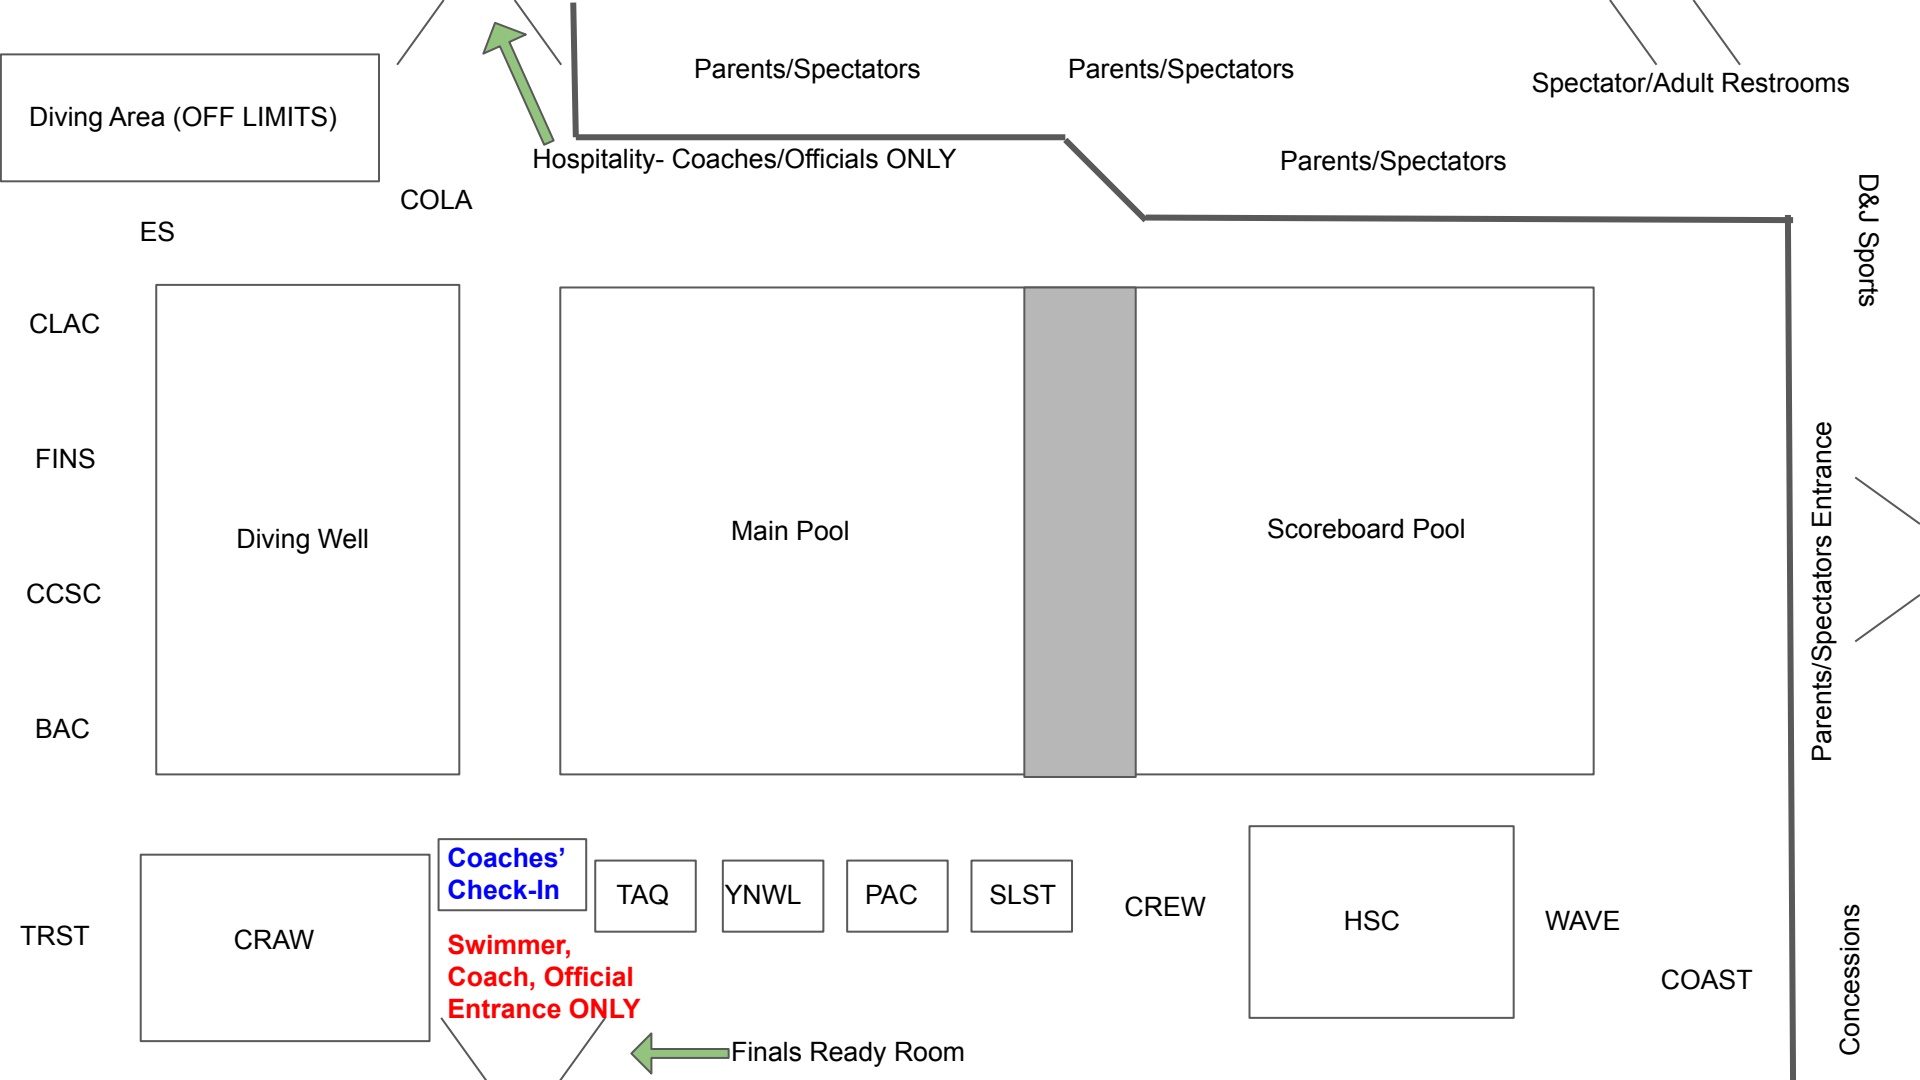 Parents/Spectators
Parents/Spectators
Spectator/Adult Restrooms
Diving Area (OFF LIMITS)
Hospitality- Coaches/Officials ONLY
Parents/Spectators
COLA
ES
D&J Sports
CLAC
FINS
Diving Well
Main Pool
Scoreboard Pool
Parents/Spectators Entrance
CCSC
BAC
Coaches’
Check-In
TAQ
YNWL
PAC
SLST
CREW
HSC
WAVE
TRST
CRAW
Swimmer,
Coach, Official
Entrance ONLY
COAST
Concessions
Finals Ready Room